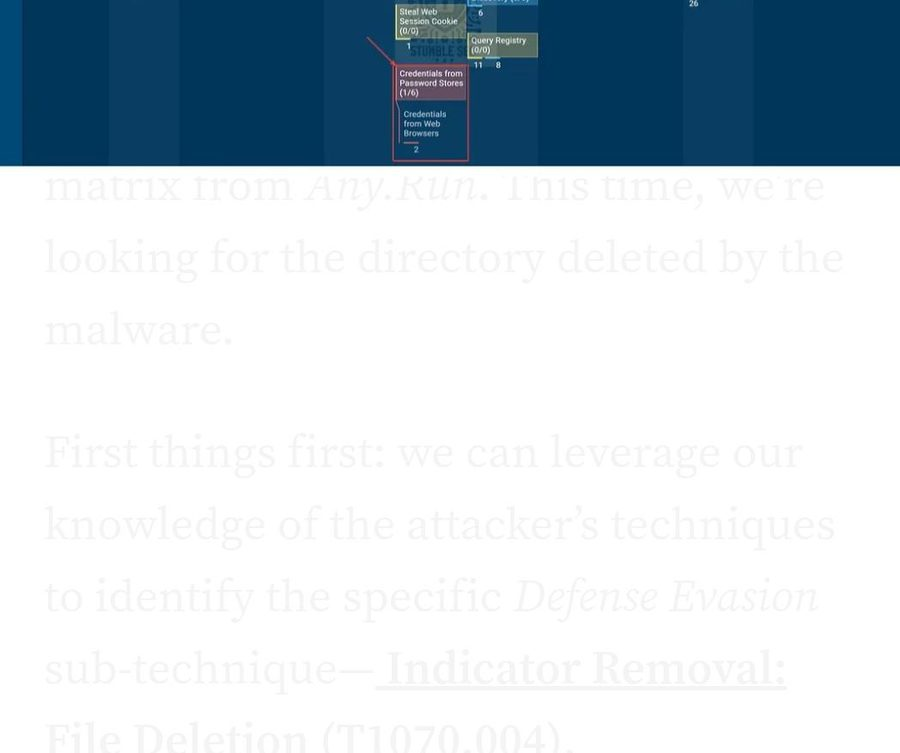 26
Steal Web
Session Cookie
(0/0)
1
6
Query Registry
(0/0)
11 8
Credentials from
Password Stores
(1/6)
Credentials
from Web
Browsers
2
matrix from Any.Run. This time, we're
looking for the directory deleted by the
malware.
First things first: we can leverage our
knowledge of the attacker’s techniques
to identify the specific Defense Evasion
sub-technique— Indicator Removal:
File Deletion (T1070.004).